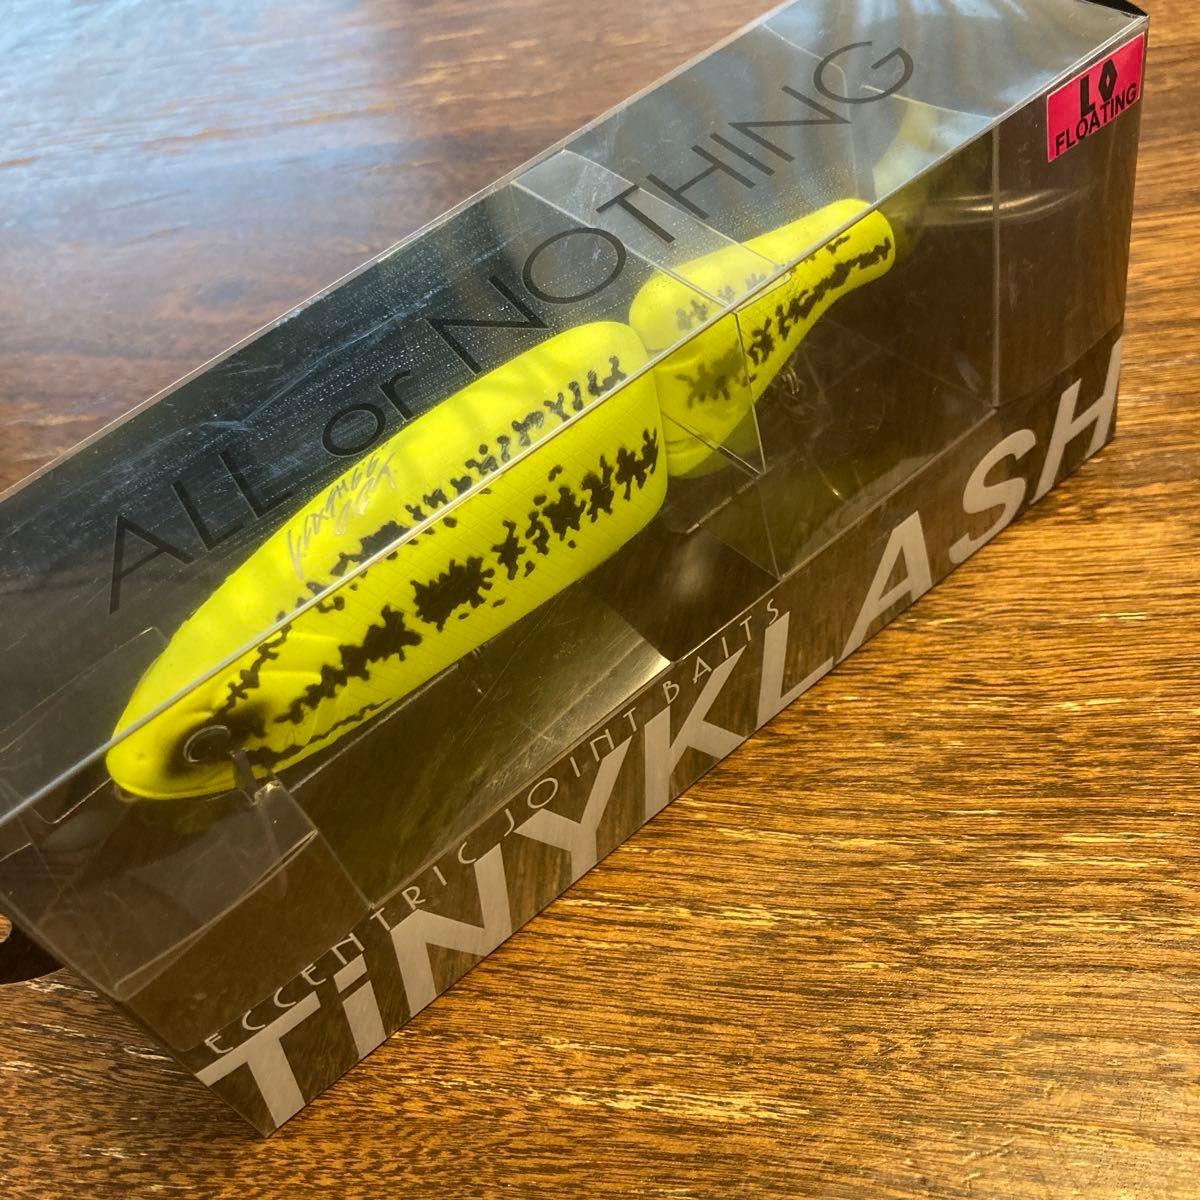 ALL or NOTHING
LO
FLOATING
ECCENTRIC JOINT BAITS
TiNYKLASH